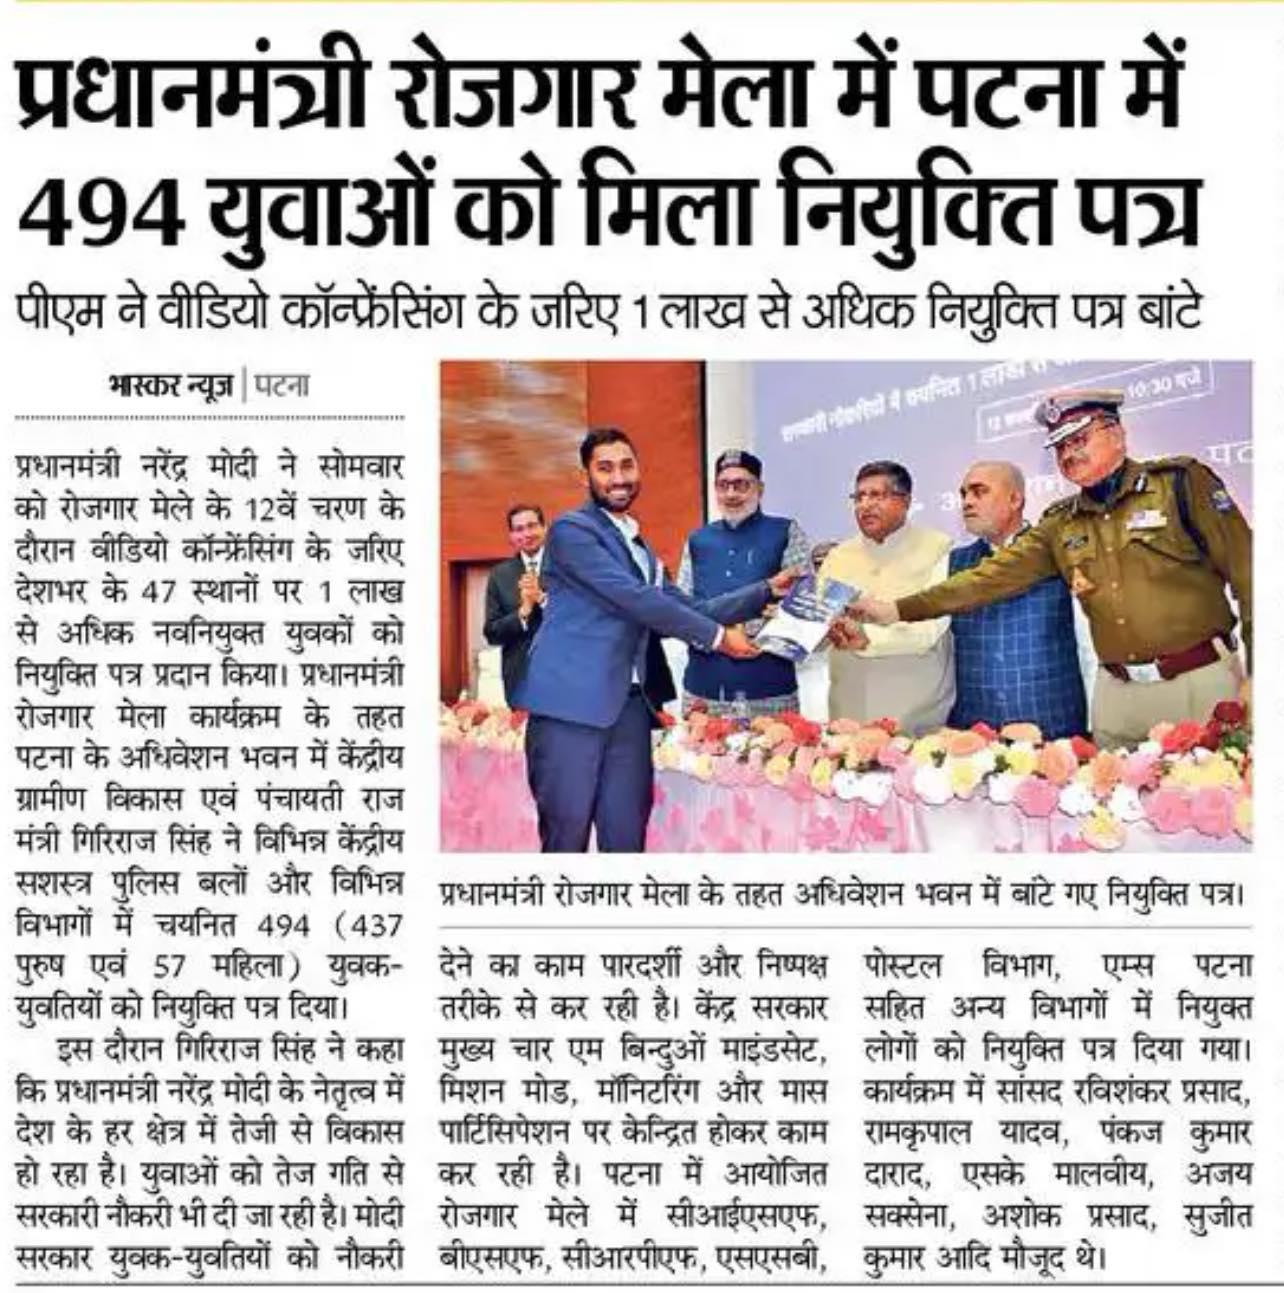 प्रधानमंत्री रोजगार मेला में पटना में
494 युवाओं को मिला नियुक्ति पत्र
पीएम ने वीडियो कॉन्फ्रेंसिंग के जरिए 1 लाख से अधिक नियुक्ति पत्र बांटे
भास्कर न्यूज | पटना
प्रधानमंत्री नरेंद्र मोदी ने सोमवार
को रोजगार मेले के 12वें चरण के
दौरान वीडियो कॉन्फ्रेंसिंग के जरिए
देशभर के 47 स्थानों पर 1 लाख
से अधिक नवनियुक्त युवकों को
नियुक्ति पत्र प्रदान किया। प्रधानमंत्री
रोजगार मेला कार्यक्रम के तहत
पटना के अधिवेशन भवन में केंद्रीय
ग्रामीण विकास एवं पंचायती राज
मंत्री गिरिराज सिंह ने विभिन्न केंद्रीय
सशस्त्र पुलिस बलों और विभिन्न
विभागों में चयनित 494 (437
पुरुष एवं 57 महिला) युवक-
युवतियों को नियुक्ति पत्र दिया।
इस दौरान गिरिराज सिंह ने कहा
कि प्रधानमंत्री नरेंद्र मोदी के नेतृत्व में
देश के हर क्षेत्र में तेजी से विकास
हो रहा है। युवाओं को तेज गति से
सरकारी नौकरी भी दी जा रही है। मोदी
सरकार युवक-युवतियों को नौकरी
1 लाख से
10:30 बजे
प्रधानमंत्री रोजगार मेला के तहत अधिवेशन भवन में बांटे गए नियुक्ति पत्र।
देने का काम पारदर्शी और निष्पक्ष
तरीके से कर रही है। केंद्र सरकार
मुख्य चार एम बिन्दुओं माइंडसेट,
मिशन मोड, मॉनिटरिंग और मास
पार्टिसिपेशन पर केन्द्रित होकर काम
कर रही है। पटना में आयोजित
रोजगार मेले में सीआईएसएफ,
बीएसएफ, सीआरपीएफ, एसएसबी,
पोस्टल विभाग, एम्स पटना
सहित अन्य विभागों में नियुक्त
लोगों को नियुक्ति पत्र दिया गया।
कार्यक्रम में सांसद रविशंकर प्रसाद,
रामकृपाल यादव, पंकज कुमार
दाराद, एसके मालवीय, अजय
सक्सेना, अशोक प्रसाद, सुजीत
कुमार आदि मौजूद थे।